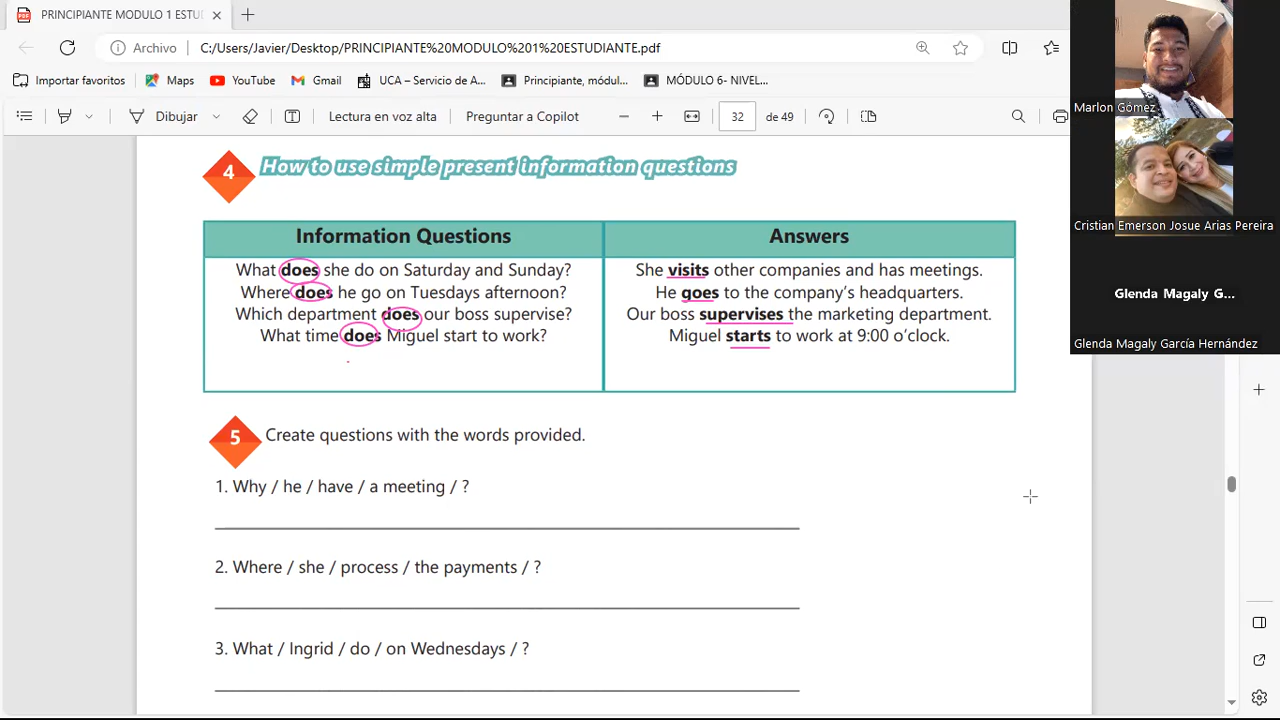 PRINCIPIANTE MODULO 1 ESTU
Archivo C:/Users/Javier/Desktop/PRINCIPIANTE%20MODULO%201%20ESTUDIANTE.pdf
Importar favoritos Maps YouTube Gmail UCA – Servicio de A... Principiante, módul... MÓDULO 6- NIVEL...
Dibujar Lectura en voz alta Preguntar a Copilot 32 de 49
4 How to use simple present information questions
Information Questions Answers
What does she do on Saturday and Sunday? She visits other companies and has meetings.
Where does he go on Tuesdays afternoon? He goes to the company's headquarters.
Which department does our boss supervise? Our boss supervises the marketing department.
What time does Miguel start to work? Miguel starts to work at 9:00 o'clock.
5 Create questions with the words provided.
1. Why / he / have / a meeting / ?
2. Where / she / process / the payments / ?
3. What / Ingrid / do / on Wednesdays / ?
Marlon Gómez
Cristian Emerson Josue Arias Pereira
Glenda Magaly G...
Glenda Magaly García Hernández